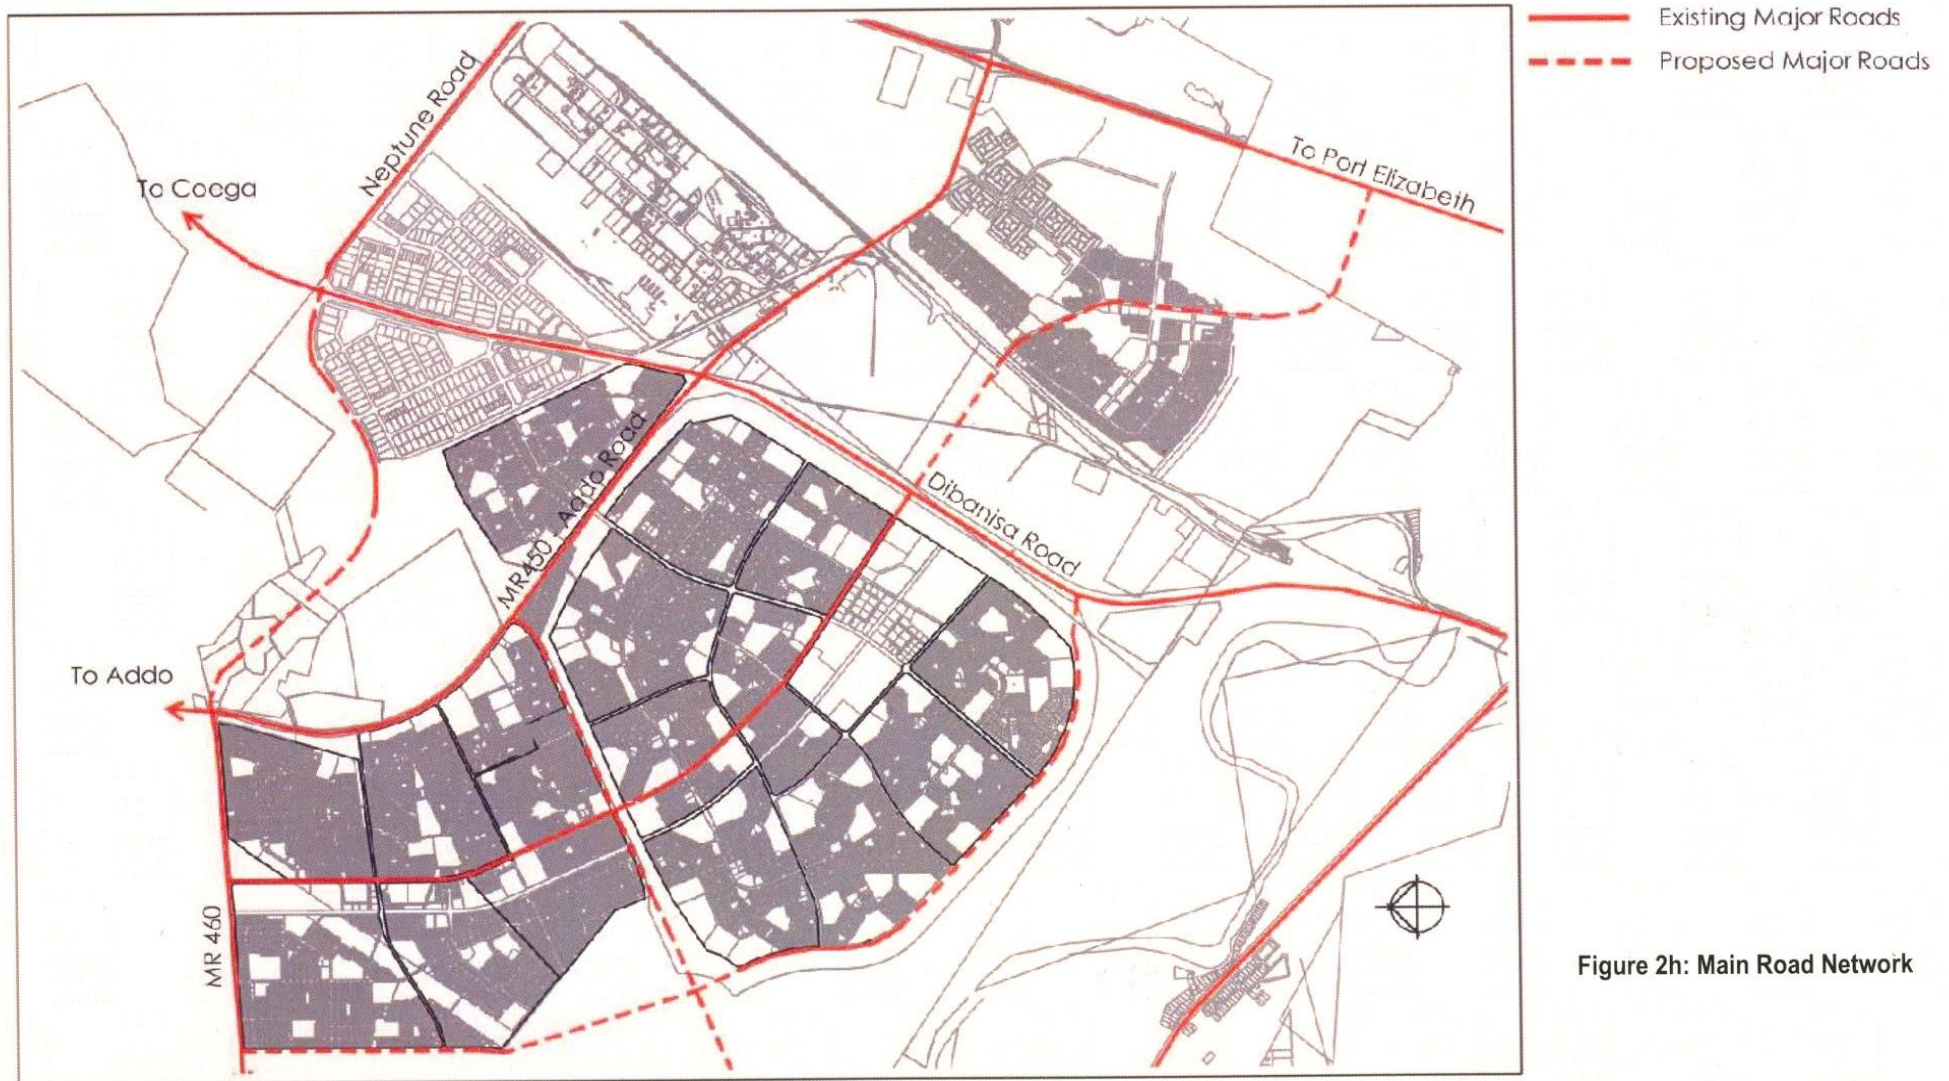 Existing Major Roads
Proposed Major Roads
Neptune Road
To Port Elizabeth
To Coega
MR450 Addo Road
Dibanisa Road
To Addo
MR 460
Figure 2h: Main Road Network